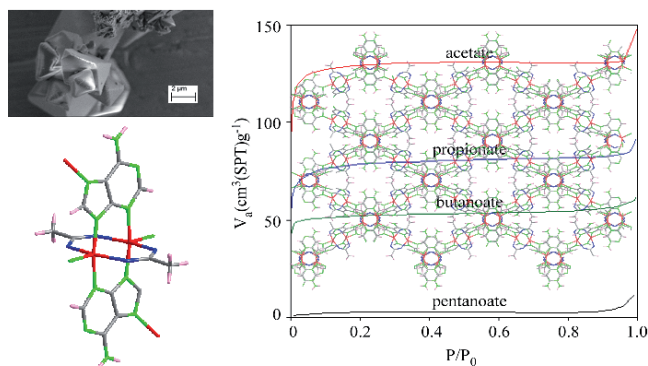 2 µm
150
100
50
0
V_a(cm³(SPT)g⁻¹)
acetate
propionate
butanoate
pentanoate
0 0.2 0.4 0.6 0.8 1.0
P/P₀